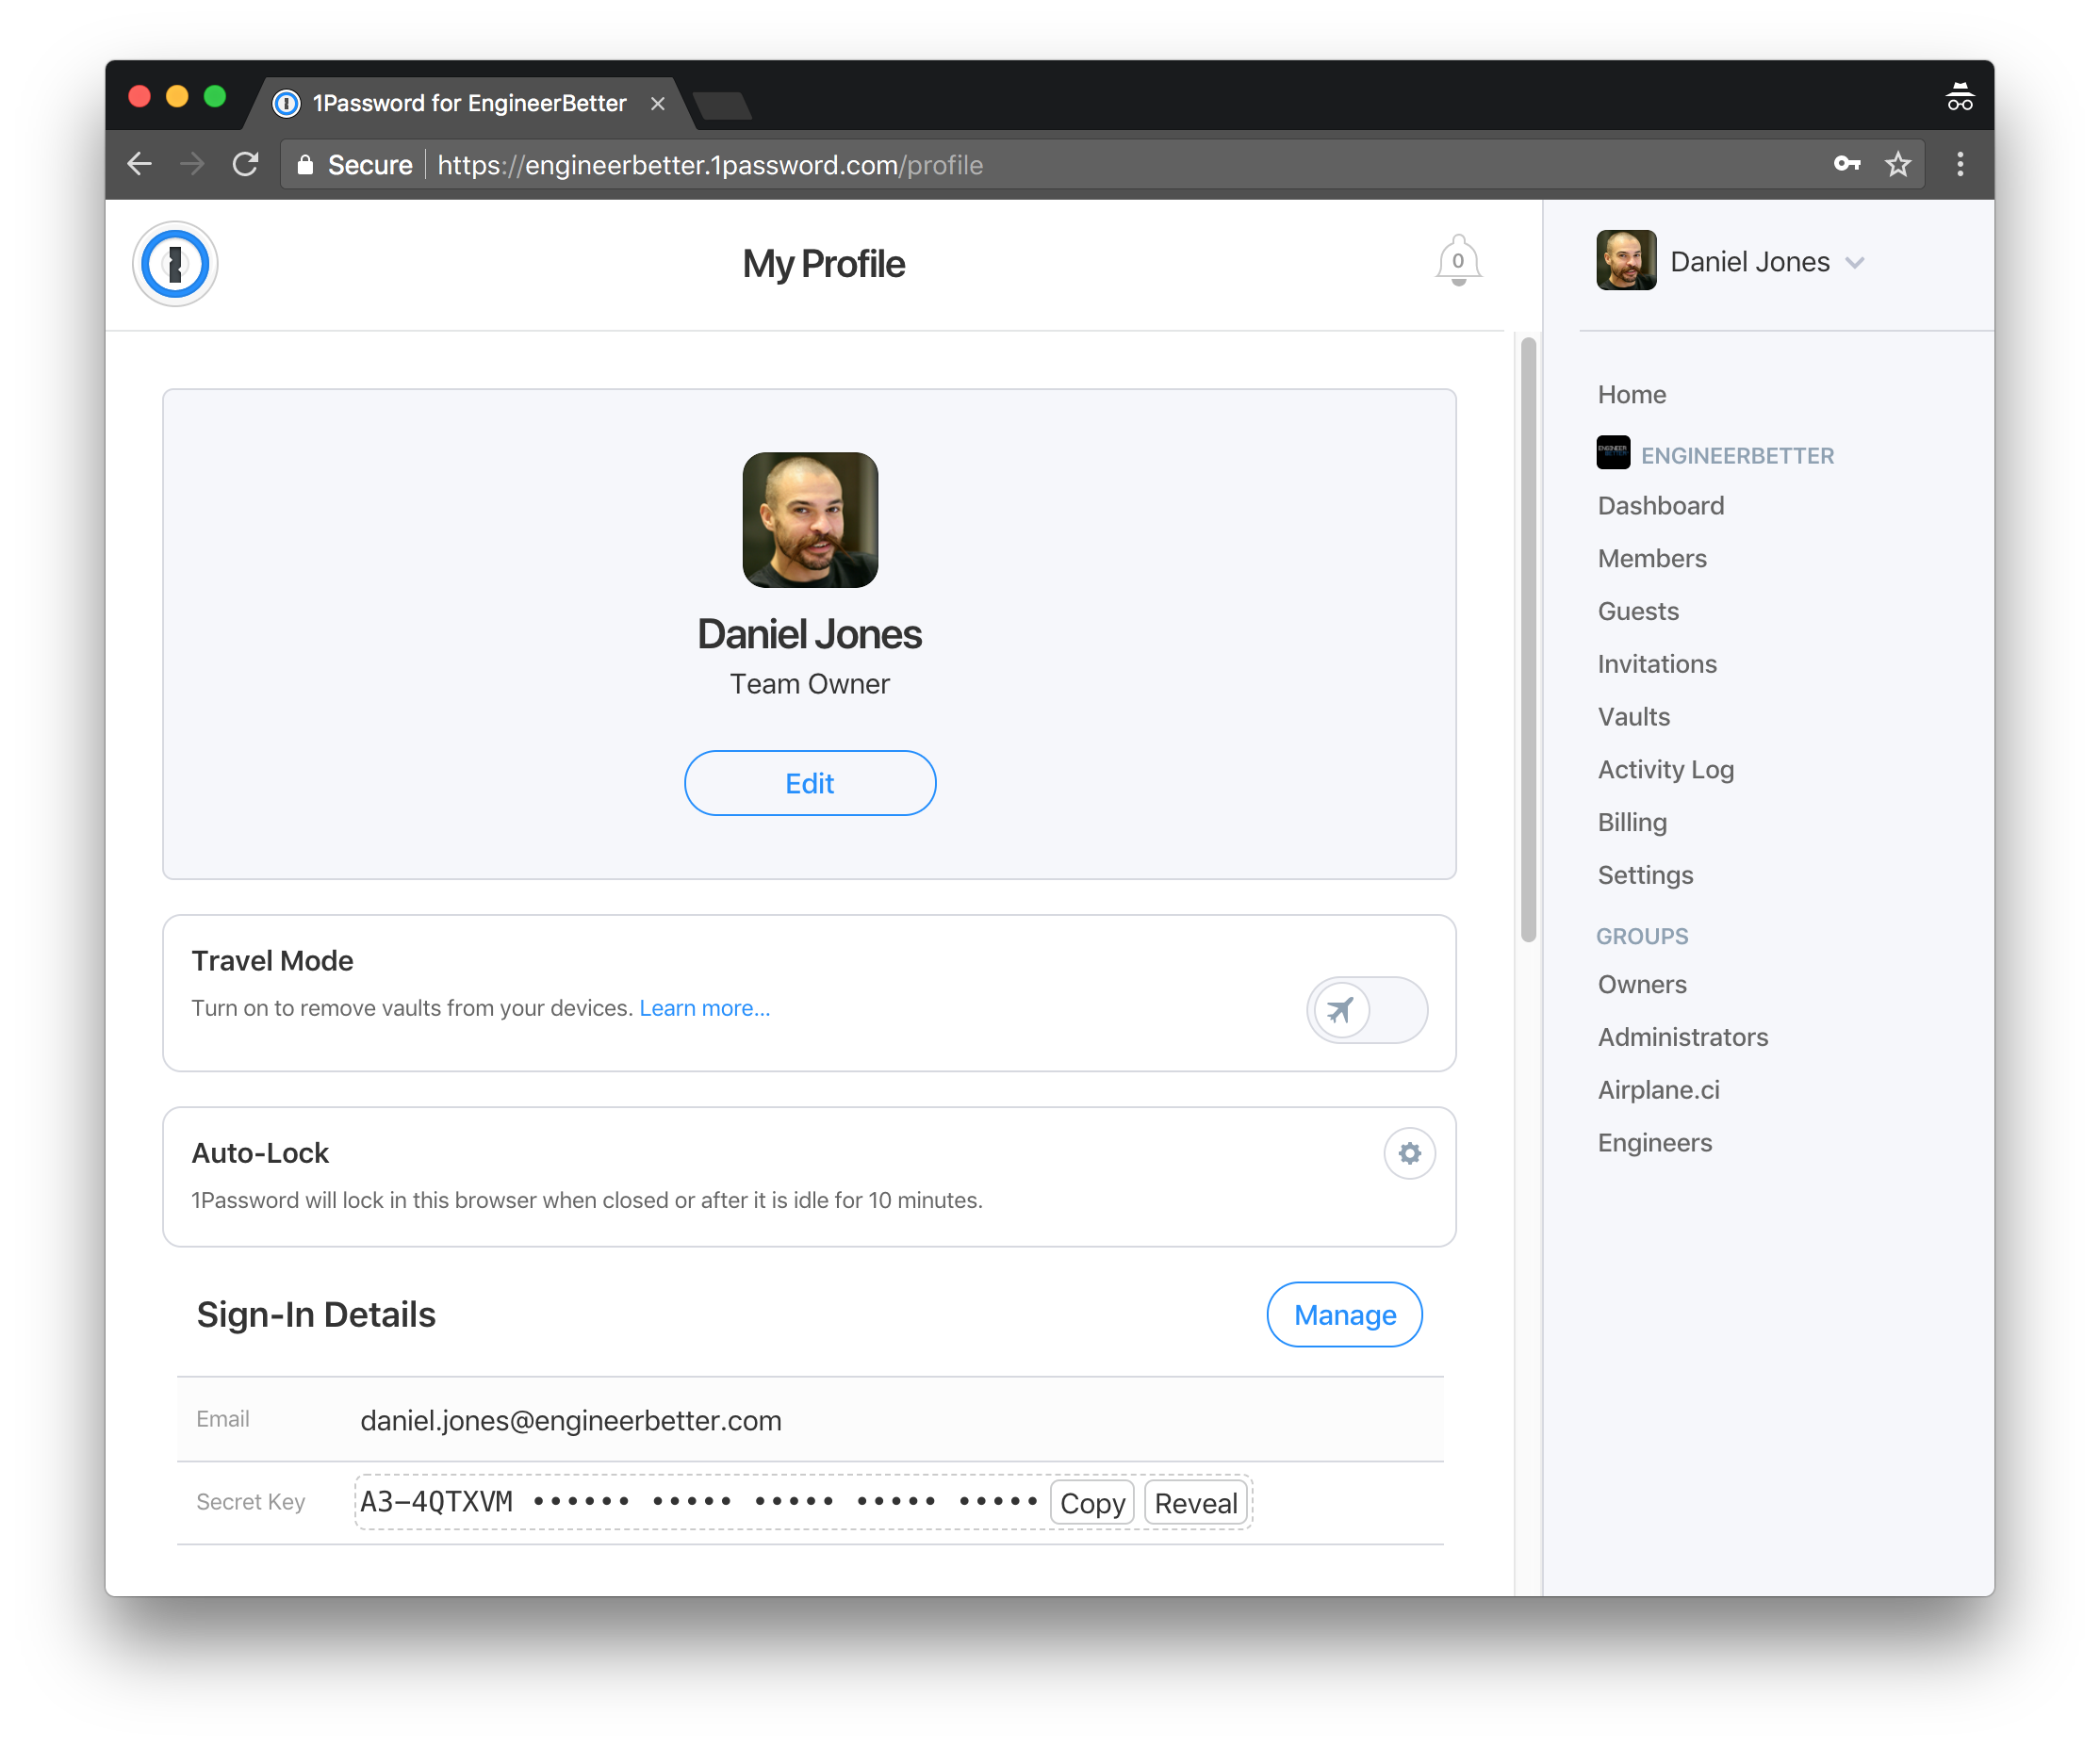 1Password for EngineerBetter
Secure https://engineerbetter.1password.com/profile
My Profile
0
Daniel Jones
Team Owner
Edit
Travel Mode
Turn on to remove vaults from your devices. Learn more...
Auto-Lock
1Password will lock in this browser when closed or after it is idle for 10 minutes.
Sign-In Details
Manage
Email daniel.jones@engineerbetter.com
Secret Key A3-4QTXVM •••••• ••••• ••••• ••••• ••••• Copy Reveal
Daniel Jones
Home
ENGINEER
BETTER
ENGINEERBETTER
Dashboard
Members
Guests
Invitations
Vaults
Activity Log
Billing
Settings
GROUPS
Owners
Administrators
Airplane.ci
Engineers